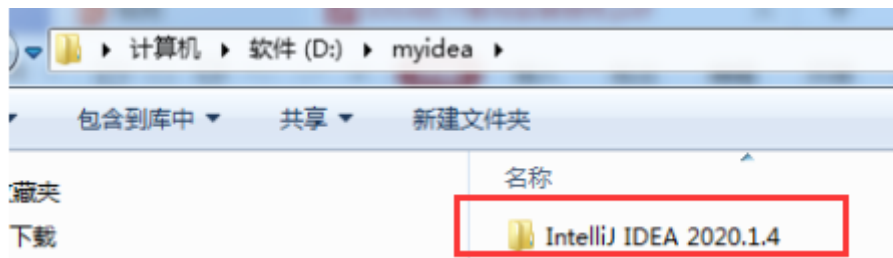 计算机 软件 (D:) myidea
包含到库中 共享 新建文件夹
名称
藏夹
下载
IntelliJ IDEA 2020.1.4